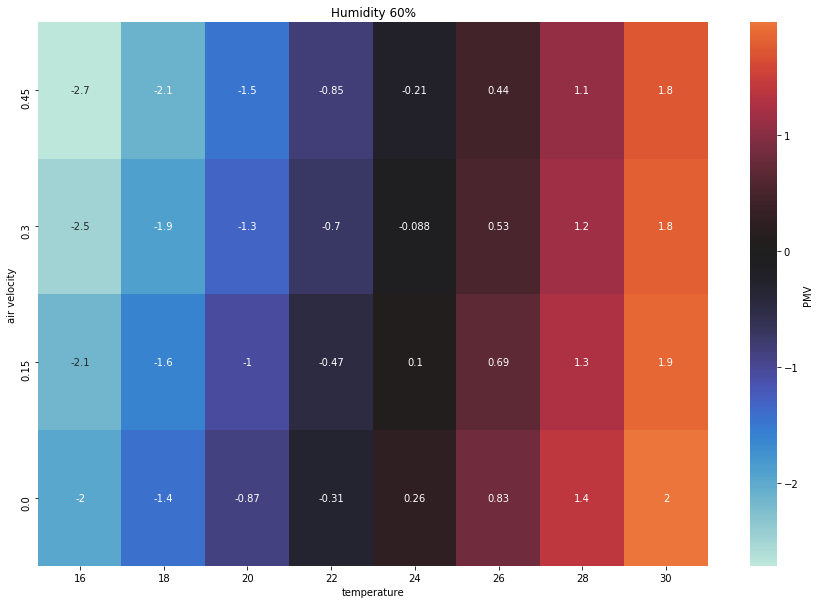 Humidity 60%
0.45 -2.7 -2.1 -1.5 -0.85 -0.21 0.44 1.1 1.8
1
0.3 -2.5 -1.9 -1.3 -0.7 -0.088 0.53 1.2 1.8
0
air velocity
PMV
0.15 -2.1 -1.6 -1 -0.47 0.1 0.69 1.3 1.9
−1
0.0 -2 -1.4 -0.87 -0.31 0.26 0.83 1.4 2
−2
16 18 20 22 24 26 28 30
temperature